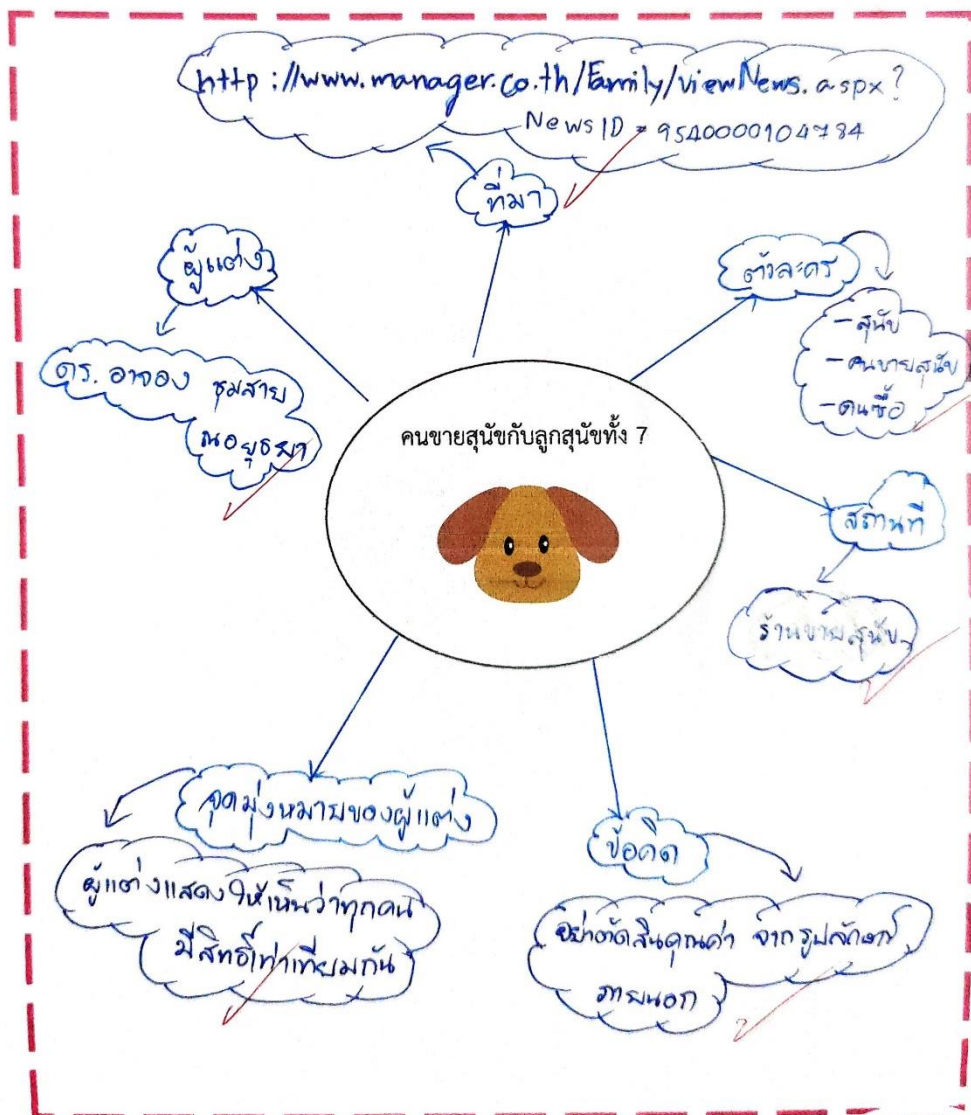 http://www.manager.co.th/Family/viewNews.aspx?
NewsID = 9540000104784
ที่มา
ผู้แต่ง
ดร. อาจอง ชุมสาย
ณอยุธยา
ตัวละคร
-สุนัข
-คนขายสุนัข
-คนซื้อ
คนขายสุนัขกับลูกสุนัขทั้ง 7
สถานที่
ร้านขายสุนัข
จุดมุ่งหมายของผู้แต่ง
ผู้แต่งแสดงให้เห็นว่าทุกคน
มีสิทธิ์เท่าเทียมกัน
ข้อคิด
อย่าตัดสินคุณค่า จากรูปลักษณ์
ภายนอก